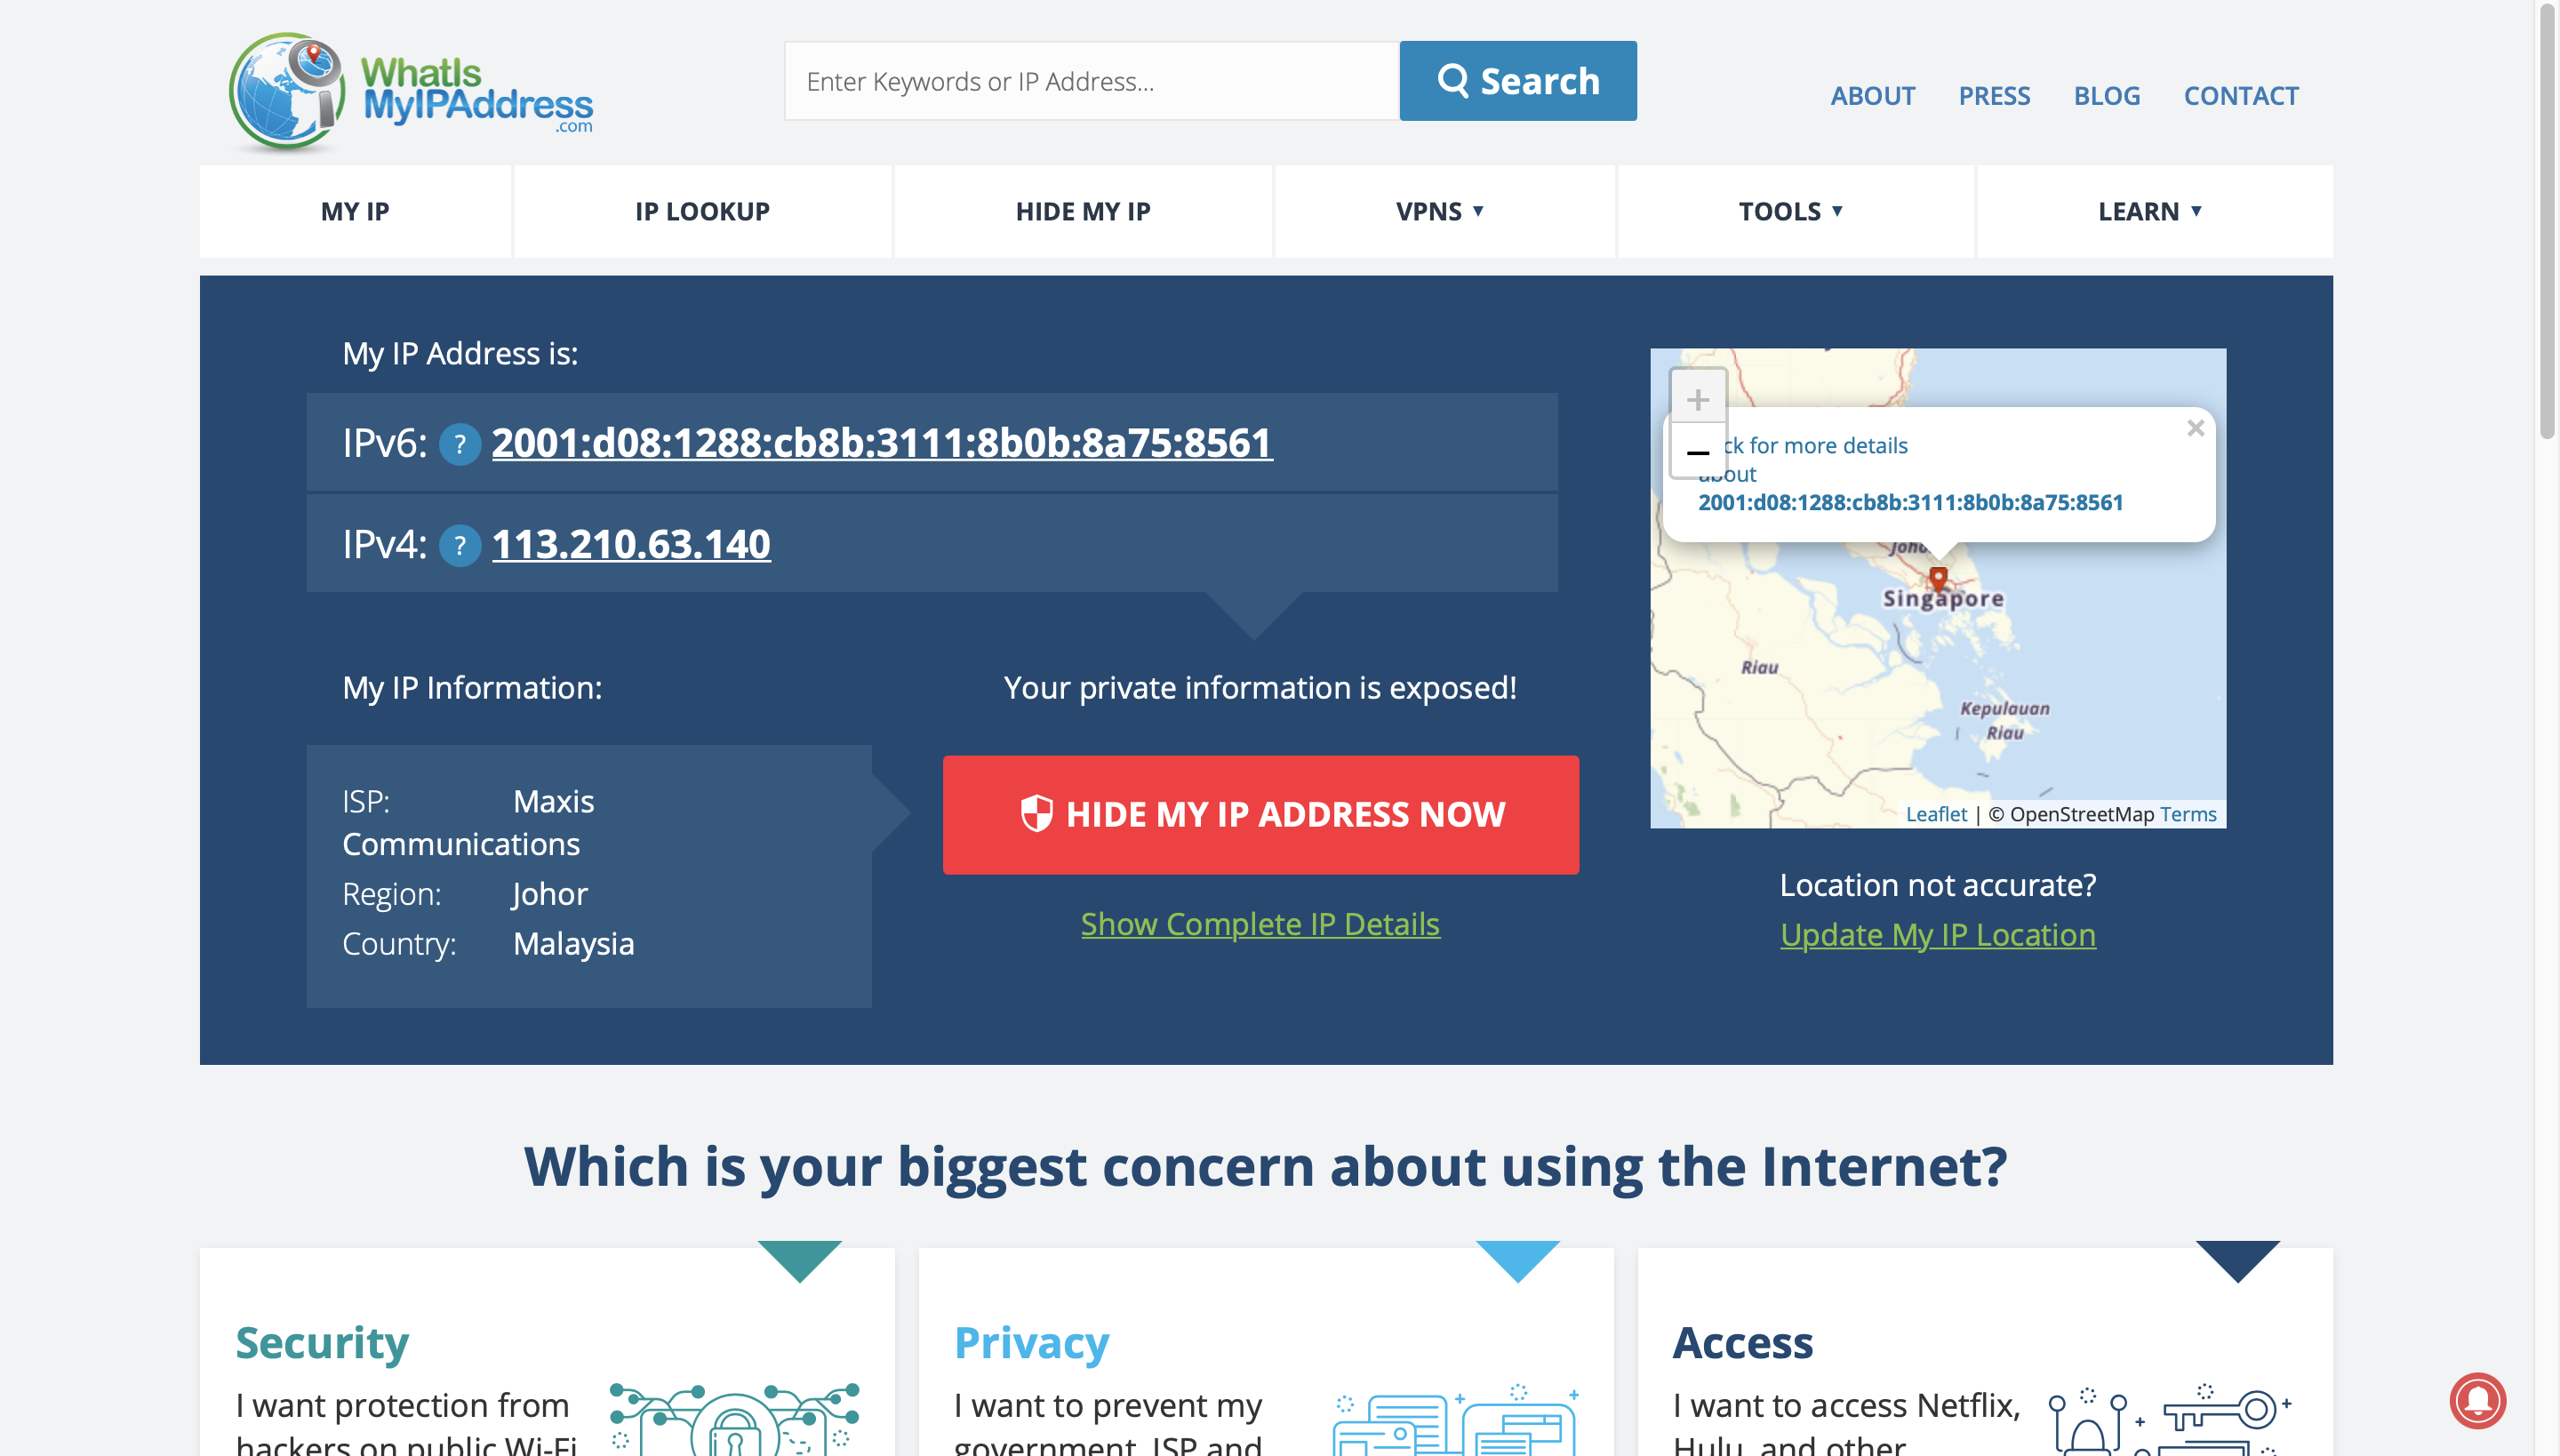 WhatIs
MyIPAddress
.com
Enter Keywords or IP Address...
Search
ABOUT PRESS BLOG CONTACT
MY IP IP LOOKUP HIDE MY IP VPNS ▼ TOOLS ▼ LEARN ▼
My IP Address is:
IPv6: ? 2001:d08:1288:cb8b:3111:8b0b:8a75:8561
IPv4: ? 113.210.63.140
My IP Information:
ISP: Maxis
Communications
Region: Johor
Country: Malaysia
Your private information is exposed!
HIDE MY IP ADDRESS NOW
Show Complete IP Details
+
−
×
for more details
2001:d08:1288:cb8b:3111:8b0b:8a75:8561
Singapore
Riau
Kepulauan
Riau
Leaflet | © OpenStreetMap Terms
Location not accurate?
Update My IP Location
Which is your biggest concern about using the Internet?
Security
I want protection from
hackers on public Wi-Fi
Privacy
I want to prevent my
government, ISP and
Access
I want to access Netflix,
Hulu, and other